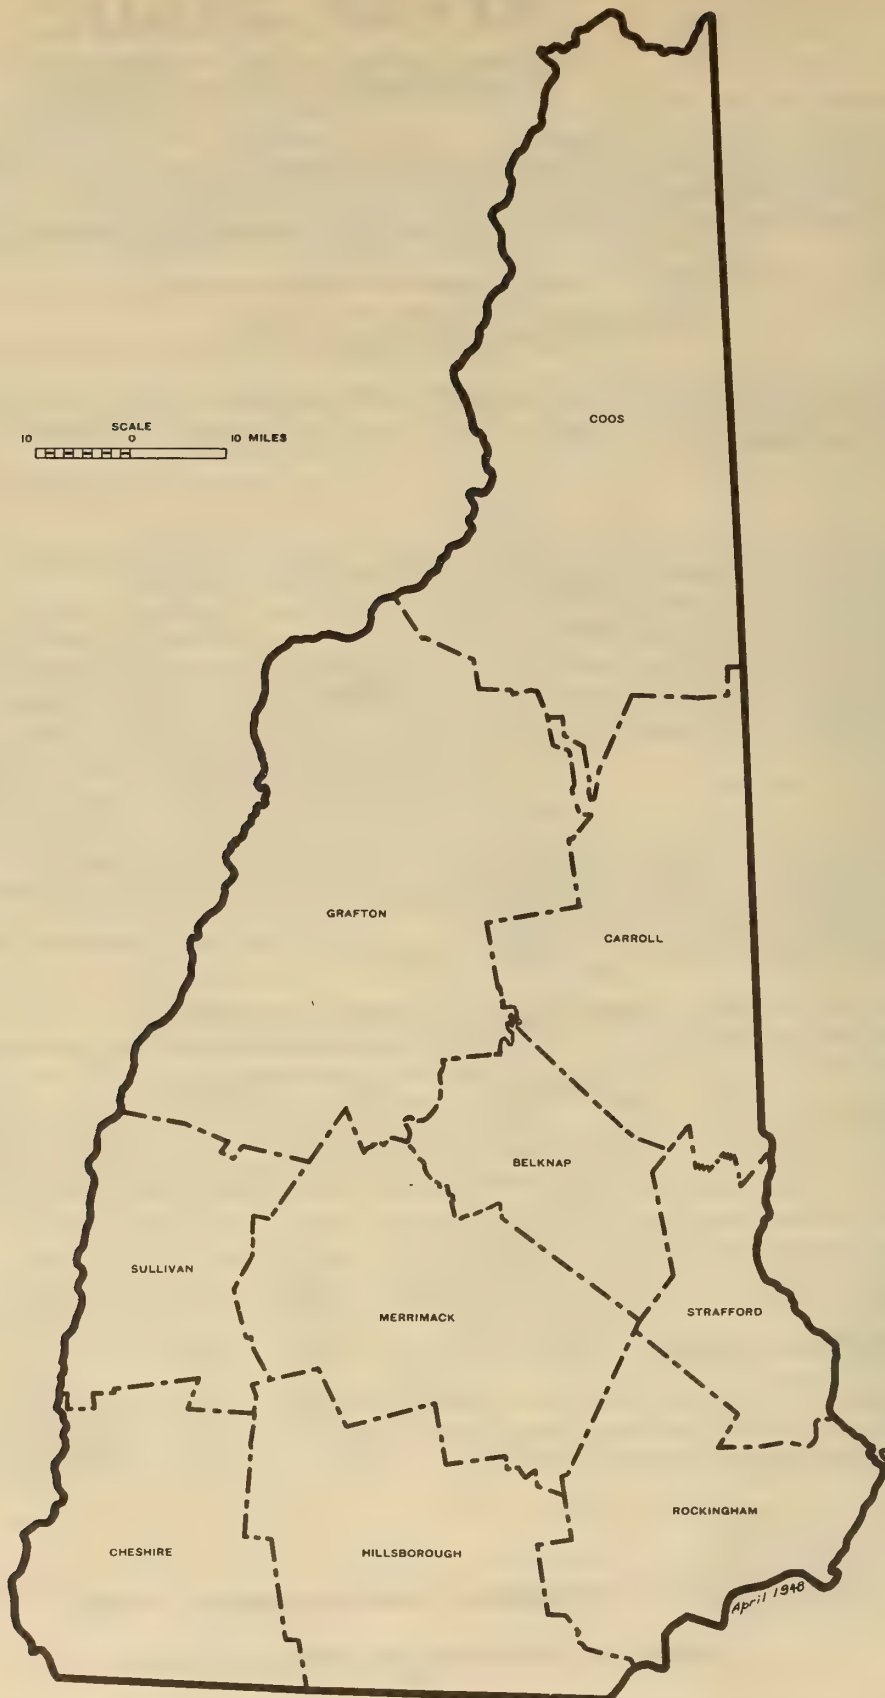 SCALE
10 0 10 MILES
COOS
GRAFTON
CARROLL
BELKNAP
SULLIVAN
MERRIMACK
STRAFFORD
CHESHIRE
HILLSBOROUGH
ROCKINGHAM
April 1948